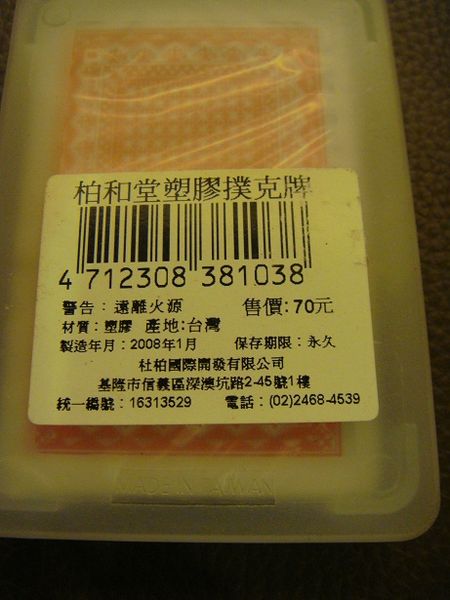 柏和堂塑膠撲克牌
4 712308 381038
警告：遠離火源 售價:70元
材質：塑膠 產地:台灣
製造年月：2008年1月 保存期限：永久
杜柏國際開發有限公司
基隆市信義區深澳坑路2-45號1樓
統一編號：16313529 電話：(02)2468-4539
MADE IN TAIWAN